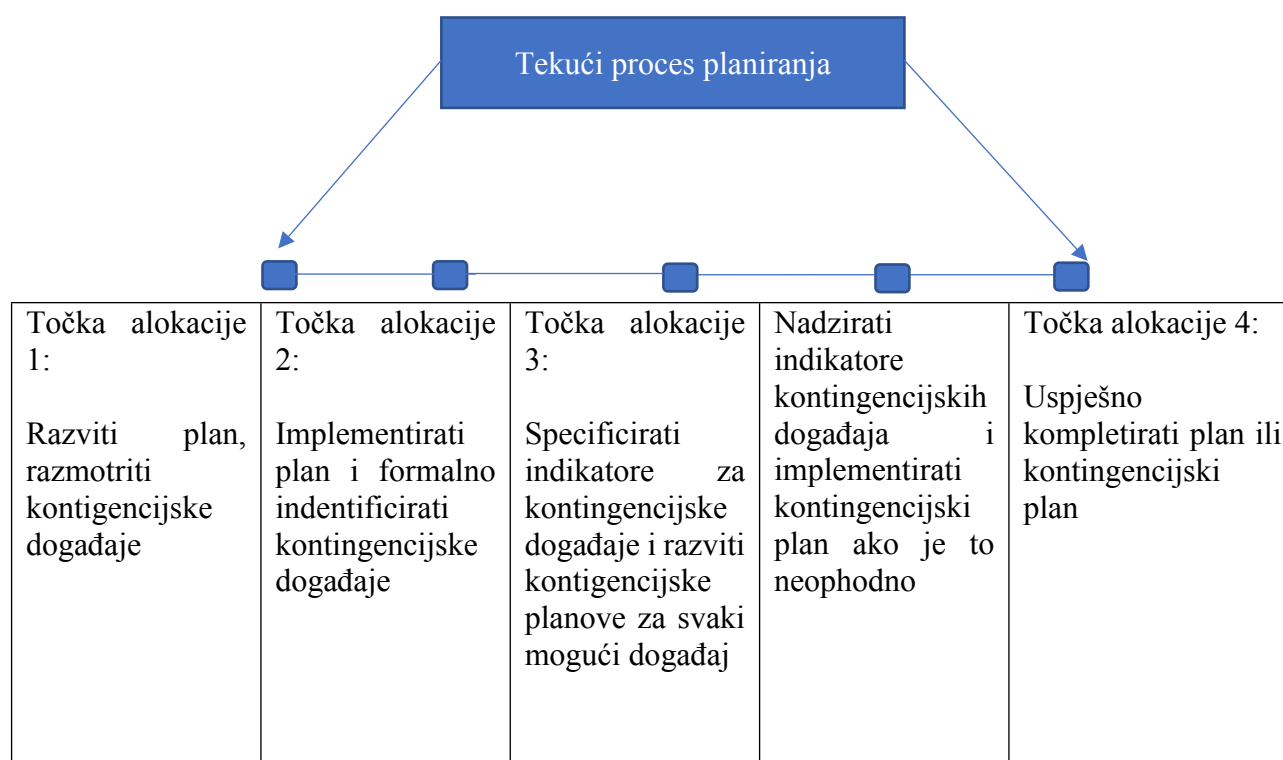 Tekući proces planiranja
Točka alokacije
1:
Razviti plan,
razmotriti
kontigencijske
događaje
Točka alokacije
2:
Implementirati
plan i formalno
indentificirati
kontingencijske
događaje
Točka alokacije
3:
Specificirati
indikatore za
kontingencijske
događaje i razviti
kontigencijske
planove za svaki
mogući događaj
Nadzirati
indikatore
kontingencijskih
događaja i
implementirati
kontingencijski
plan ako je to
neophodno
Točka alokacije 4:
Uspješno
kompletirati plan ili
kontingencijski
plan